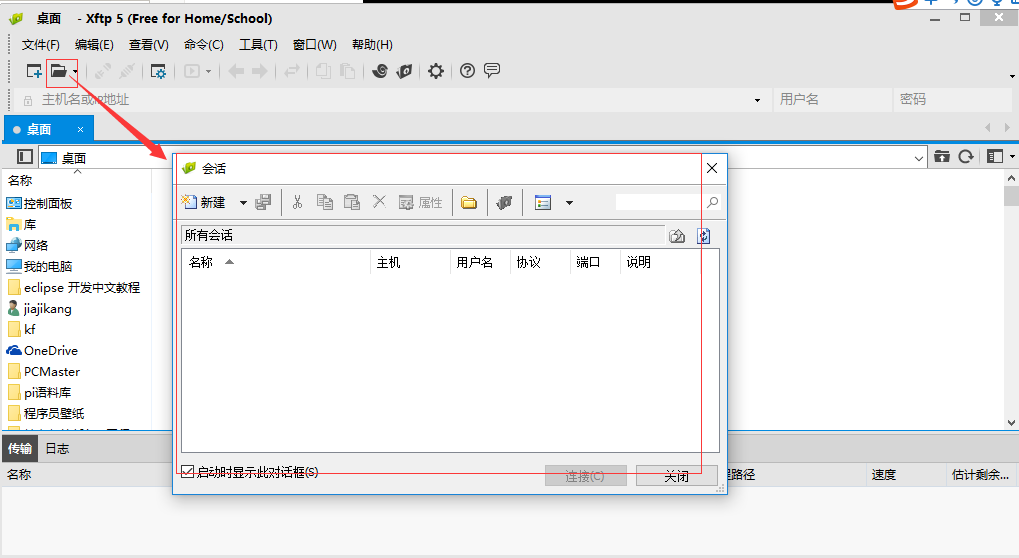 桌面 - Xftp 5 (Free for Home/School)
文件(F) 编辑(E) 查看(V) 命令(C) 工具(T) 窗口(W) 帮助(H)
主机名或ip地址 用户名 密码
桌面 ×
桌面
名称
控制面板
库
网络
我的电脑
eclipse 开发中文教程
jiajikang
kf
OneDrive
PCMaster
pi语料库
程序员壁纸
会话
新建 属性
所有会话
名称 主机 用户名 协议 端口 说明
启动时显示此对话框(S)
连接(C) 关闭
传输 日志
名称 路径 速度 估计剩余...